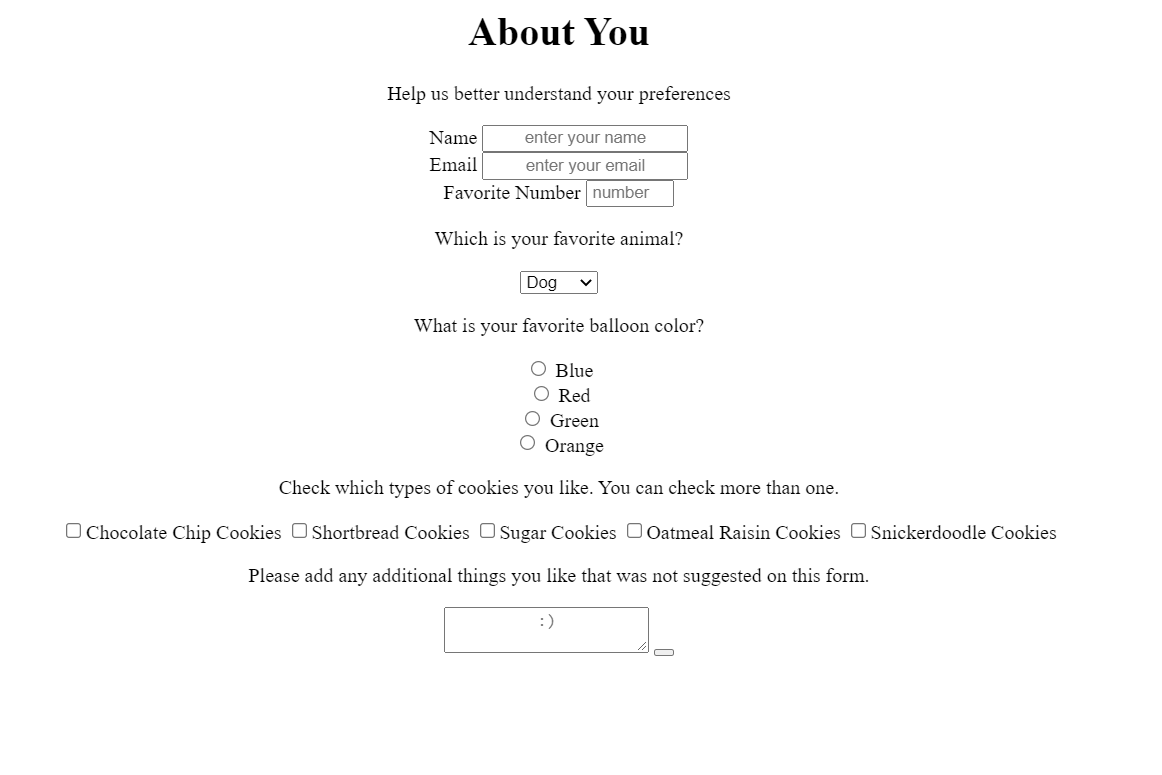 About You
Help us better understand your preferences
Name enter your name
Email enter your email
Favorite Number number
Which is your favorite animal?
Dog
What is your favorite balloon color?
Blue
Red
Green
Orange
Check which types of cookies you like. You can check more than one.
Chocolate Chip Cookies Shortbread Cookies Sugar Cookies Oatmeal Raisin Cookies Snickerdoodle Cookies
Please add any additional things you like that was not suggested on this form.
:)